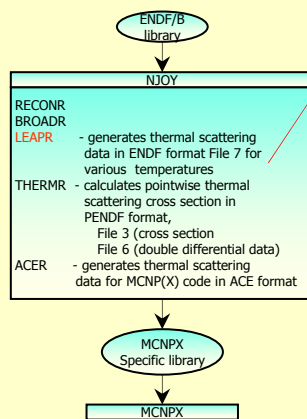 ENDF/B
library
NJOY
RECONR
BROADR
LEAPR - generates thermal scattering
data in ENDF format File 7 for
various temperatures
THERMR - calculates pointwise thermal
scattering cross section in
PENDF format,
File 3 (cross section
File 6 (double differential data)
ACER - generates thermal scattering
data for MCNP(X) code in ACE format
MCNPX
Specific library
MCNPX